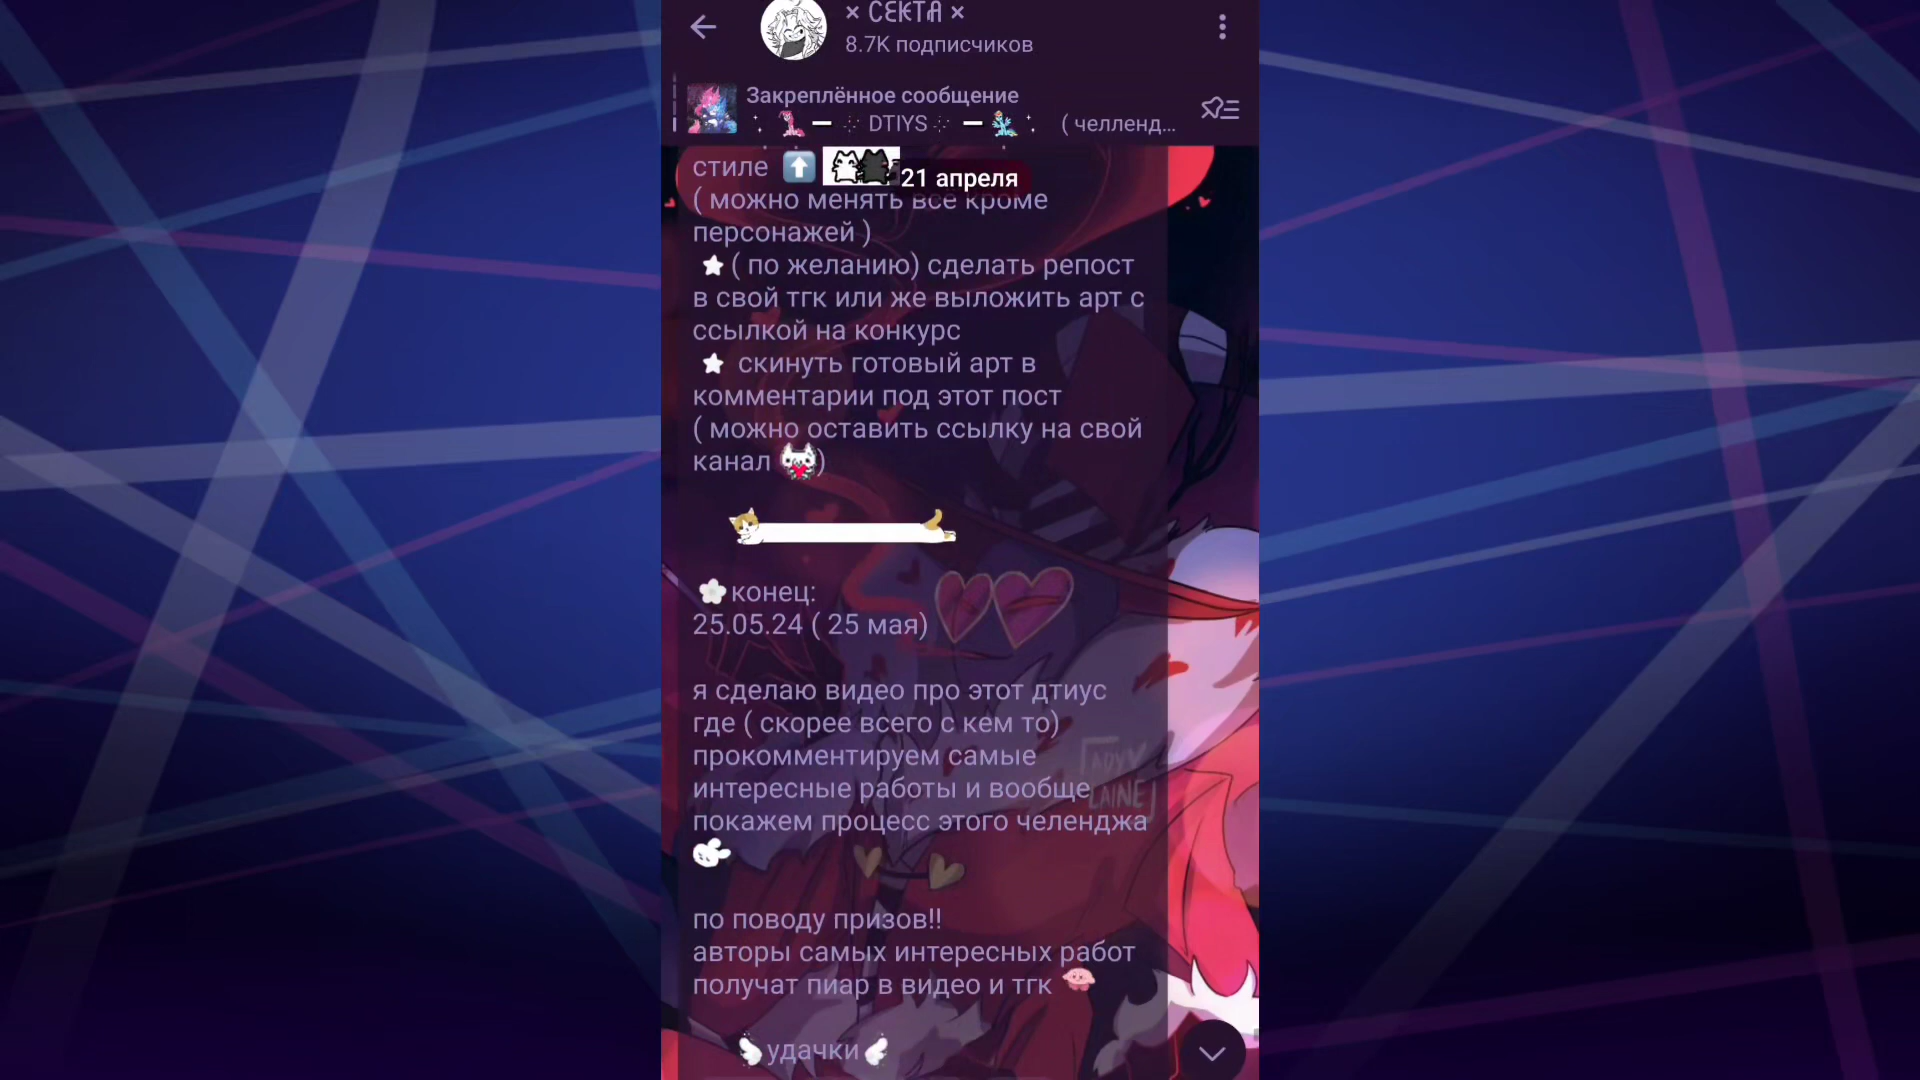 × СЕКТА ×
8.7K подписчиков
Закреплённое сообщение
DTIYS ( челленд...
21 апреля
стиле
( можно менять все кроме
персонажей )
( по желанию) сделать репост
в свой тгк или же выложить арт с
ссылкой на конкурс
скинуть готовый арт в
комментарии под этот пост
( можно оставить ссылку на свой
канал )
конец:
25.05.24 ( 25 мая)
я сделаю видео про этот дтиус
где ( скорее всего с кем то)
прокомментируем самые
интересные работы и вообще
покажем процесс этого челенджа
по поводу призов!!
авторы самых интересных работ
получат пиар в видео и тгк
удачки